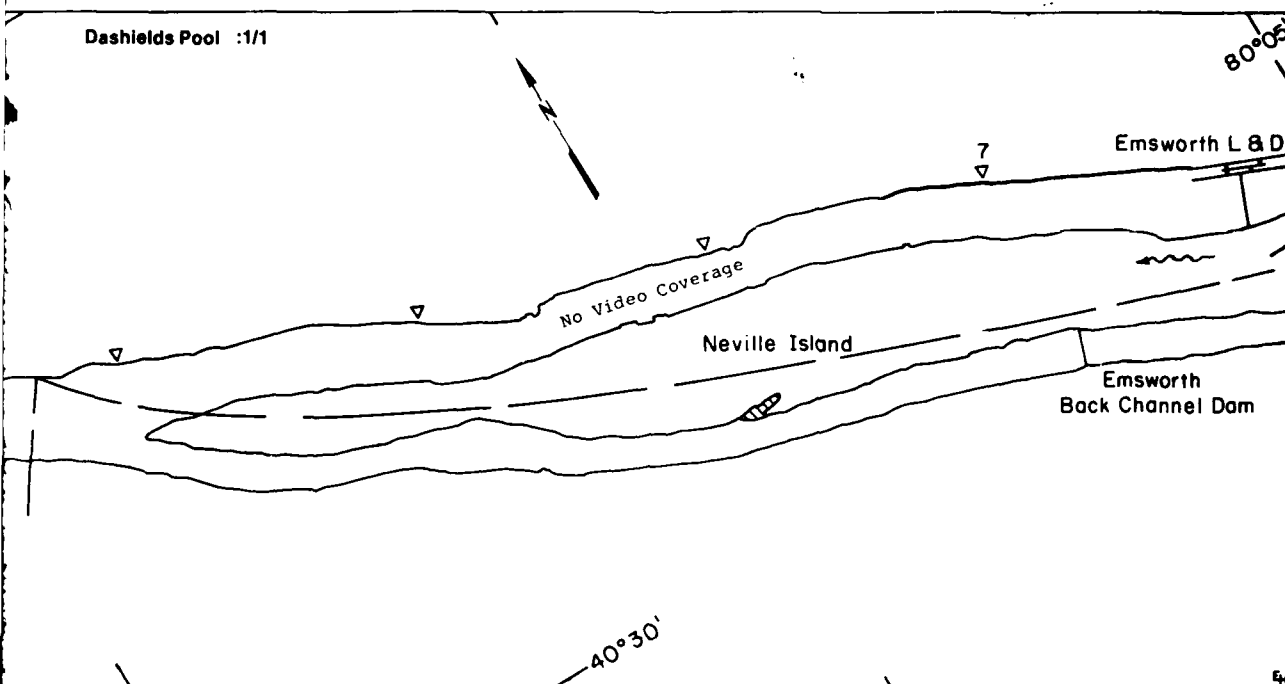 Dashields Pool :1/1
80°05'
N
Emsworth L & D
7
No Video Coverage
Neville Island
Emsworth
Back Channel Dam
40°30'